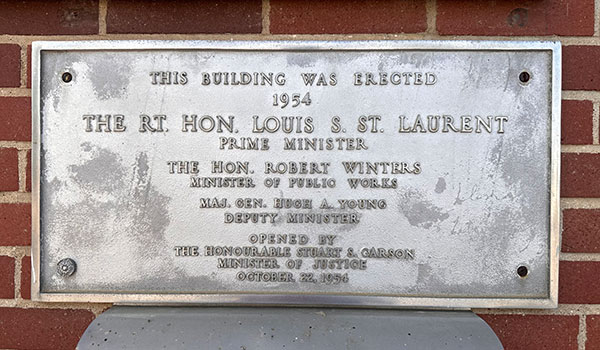 THIS BUILDING WAS ERECTED
1954
THE RT. HON. LOUIS S. ST. LAURENT
PRIME MINISTER
THE HON. ROBERT WINTERS
MINISTER OF PUBLIC WORKS
MAJ. GEN. HUGH A. YOUNG
DEPUTY MINISTER
OPENED BY
THE HONOURABLE STUART S. GARSON
MINISTER OF JUSTICE
OCTOBER 22, 1954